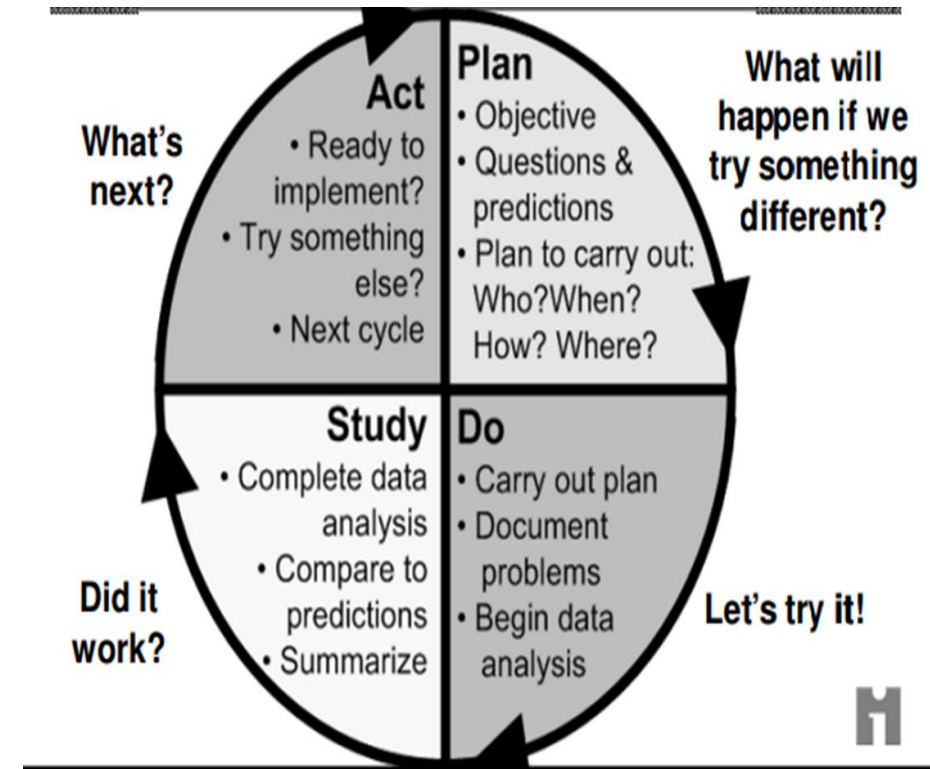 What's
next?
Act
• Ready to
implement?
• Try something
else?
• Next cycle
Plan
• Objective
• Questions &
predictions
• Plan to carry out:
Who?When?
How? Where?
What will
happen if we
try something
different?
Did it
work?
Study
• Complete data
analysis
• Compare to
predictions
• Summarize
Do
• Carry out plan
• Document
problems
• Begin data
analysis
Let's try it!